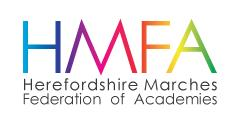 HMFA
Herefordshire Marches
Federation of Academies